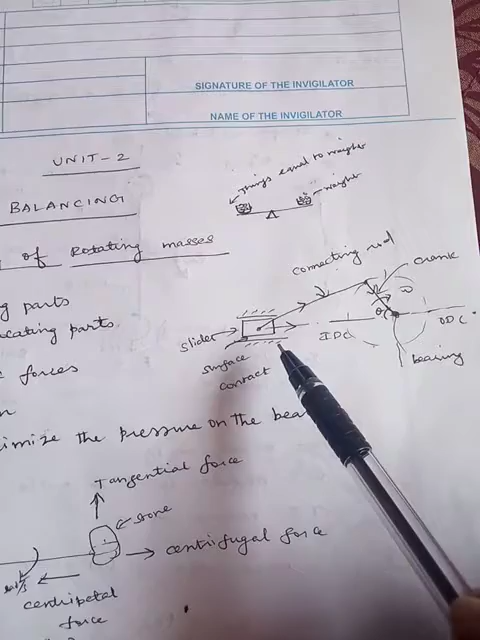 SIGNATURE OF THE INVIGILATOR
NAME OF THE INVIGILATOR
UNIT-2
BALANCING
Things equal to weights
weights
of Rotating masses
connecting rod
crank
ng parts
ocating parts
slider
surface
contact
θ
IDC
ODC
bearing
forces
imize the pressure on the bea
Tangential force
stone
centrifugal force
centripetal
force